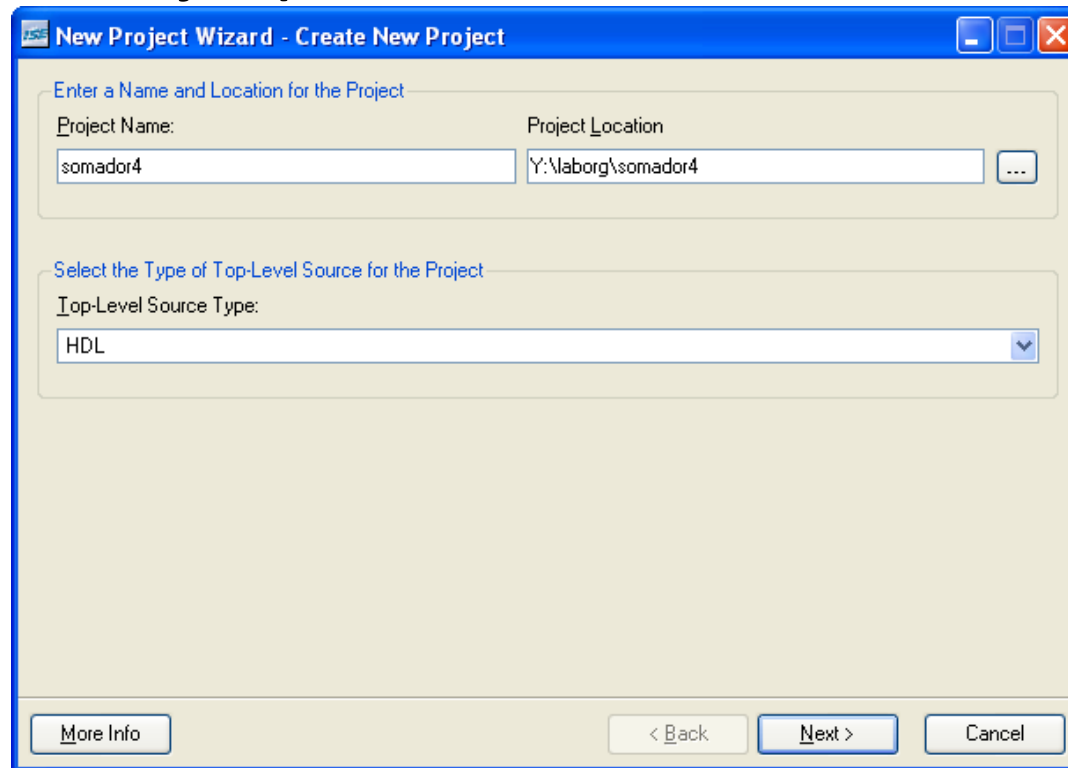 ISE New Project Wizard - Create New Project
Enter a Name and Location for the Project
Project Name:
Project Location
somador4
Y:\laborg\somador4
...
Select the Type of Top-Level Source for the Project
Top-Level Source Type:
HDL
More Info
< Back
Next >
Cancel